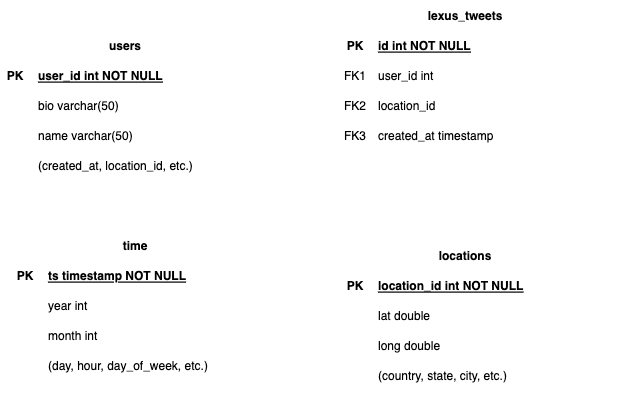 users
PK user_id int NOT NULL
bio varchar(50)
name varchar(50)
(created_at, location_id, etc.)
lexus_tweets
PK id int NOT NULL
FK1 user_id int
FK2 location_id
FK3 created_at timestamp
time
PK ts timestamp NOT NULL
year int
month int
(day, hour, day_of_week, etc.)
locations
PK location_id int NOT NULL
lat double
long double
(country, state, city, etc.)